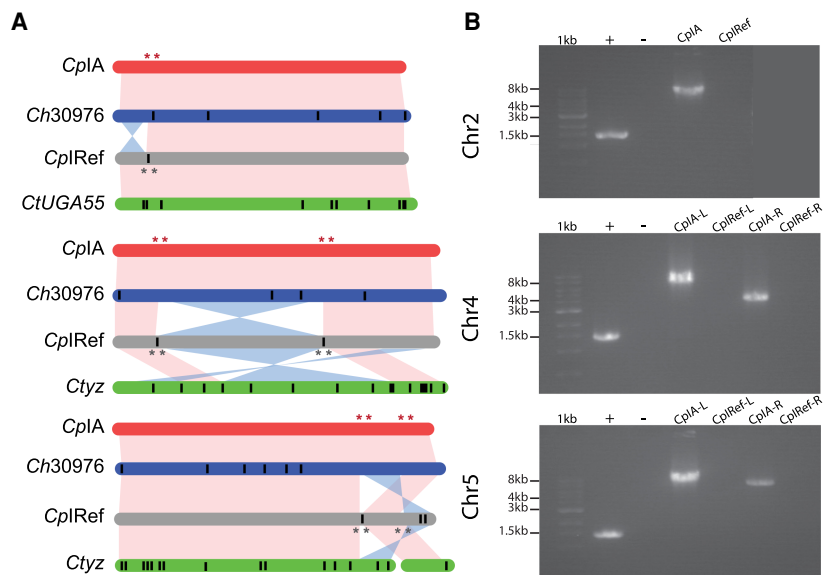 A
B
* *
CpIA
Ch30976
CpIRef
* *
CtUGA55
* * * *
CpIA
Ch30976
CpIRef
* * * *
Ctyz
* * * *
CpIA
Ch30976
CpIRef
* * * *
Ctyz
Chr2
1kb + - CpIA CpIRef
8kb
4kb
3kb
1.5kb
Chr4
1kb + - CpIA-L CpIRef-L CpIA-R CpIRef-R
8kb
4kb
3kb
1.5kb
Chr5
1kb + - CpIA-L CpIRef-L CpIA-R CpIRef-R
8kb
4kb
3kb
1.5kb